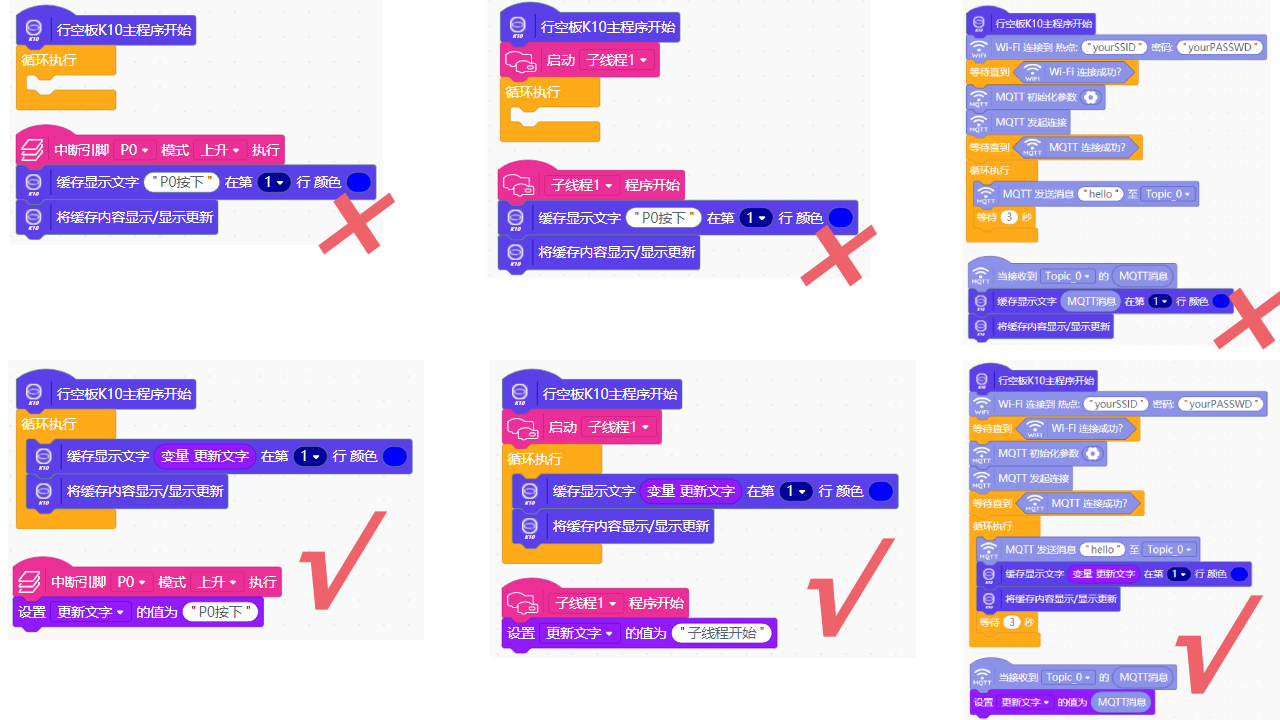 行空板K10主程序开始
循环执行
中断引脚 P0 模式 上升 执行
缓存显示文字 "P0按下" 在第 1 行 颜色
将缓存内容显示/显示更新
行空板K10主程序开始
启动 子线程1
循环执行
子线程1 程序开始
缓存显示文字 "P0按下" 在第 1 行 颜色
将缓存内容显示/显示更新
行空板K10主程序开始
Wi-Fi 连接到 热点: "yourSSID" 密码: "yourPASSWD"
等待直到 Wi-Fi 连接成功?
MQTT 初始化参数
MQTT 发起连接
等待直到 MQTT 连接成功?
循环执行
MQTT 发送消息 "hello" 至 Topic_0
等待 3 秒
当接收到 Topic_0 的 MQTT消息
缓存显示文字 MQTT消息 在第 1 行 颜色
将缓存内容显示/显示更新
行空板K10主程序开始
循环执行
缓存显示文字 变量 更新文字 在第 1 行 颜色
将缓存内容显示/显示更新
中断引脚 P0 模式 上升 执行
设置 更新文字 的值为 "P0按下"
行空板K10主程序开始
启动 子线程1
循环执行
缓存显示文字 变量 更新文字 在第 1 行 颜色
将缓存内容显示/显示更新
子线程1 程序开始
设置 更新文字 的值为 "子线程开始"
行空板K10主程序开始
Wi-Fi 连接到 热点: "yourSSID" 密码: "yourPASSWD"
等待直到 Wi-Fi 连接成功?
MQTT 初始化参数
MQTT 发起连接
等待直到 MQTT 连接成功?
循环执行
MQTT 发送消息 "hello" 至 Topic_0
缓存显示文字 变量 更新文字 在第 1 行 颜色
将缓存内容显示/显示更新
等待 3 秒
当接收到 Topic_0 的 MQTT消息
设置 更新文字 的值为 MQTT消息